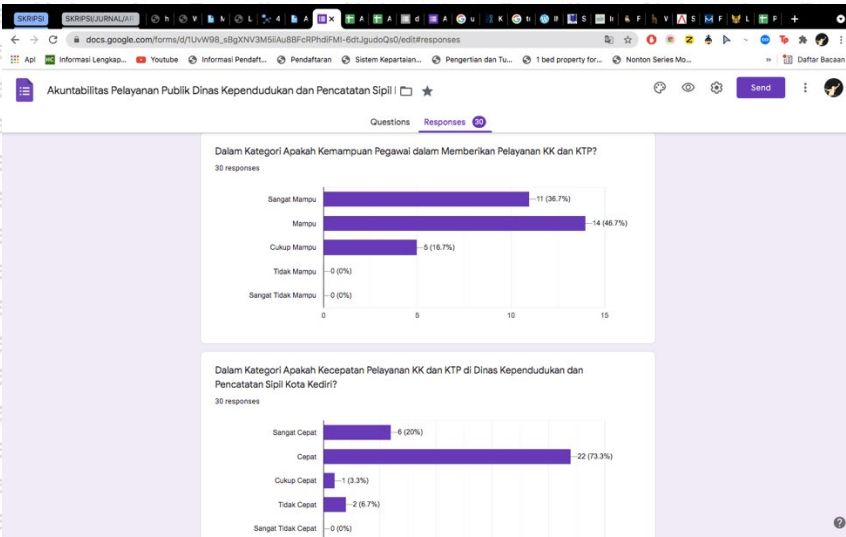 SKRIPSI SKRIPSI/JURNAL/AR
docs.google.com/forms/d/1UvW98_sBgXNV3M5iiAu8BFcRPhdiFMI-6dtJgudoQs0/edit#responses
Apl Informasi Lengkap... Youtube Informasi Pendaft... Pendaftaran Sistem Kepartaian... Pengertian dan Tu... 1 bed property for... Nonton Series Mo... » Daftar Bacaan
Akuntabilitas Pelayanan Publik Dinas Kependudukan dan Pencatatan Sipil
Send
Questions Responses 30
Dalam Kategori Apakah Kemampuan Pegawai dalam Memberikan Pelayanan KK dan KTP?
30 responses
Sangat Mampu 11 (36.7%)
Mampu 14 (46.7%)
Cukup Mampu 5 (16.7%)
Tidak Mampu 0 (0%)
Sangat Tidak Mampu 0 (0%)
0 5 10 15
Dalam Kategori Apakah Kecepatan Pelayanan KK dan KTP di Dinas Kependudukan dan
Pencatatan Sipil Kota Kediri?
30 responses
Sangat Cepat 6 (20%)
Cepat 22 (73.3%)
Cukup Cepat 1 (3.3%)
Tidak Cepat 2 (6.7%)
Sangat Tidak Cepat 0 (0%)